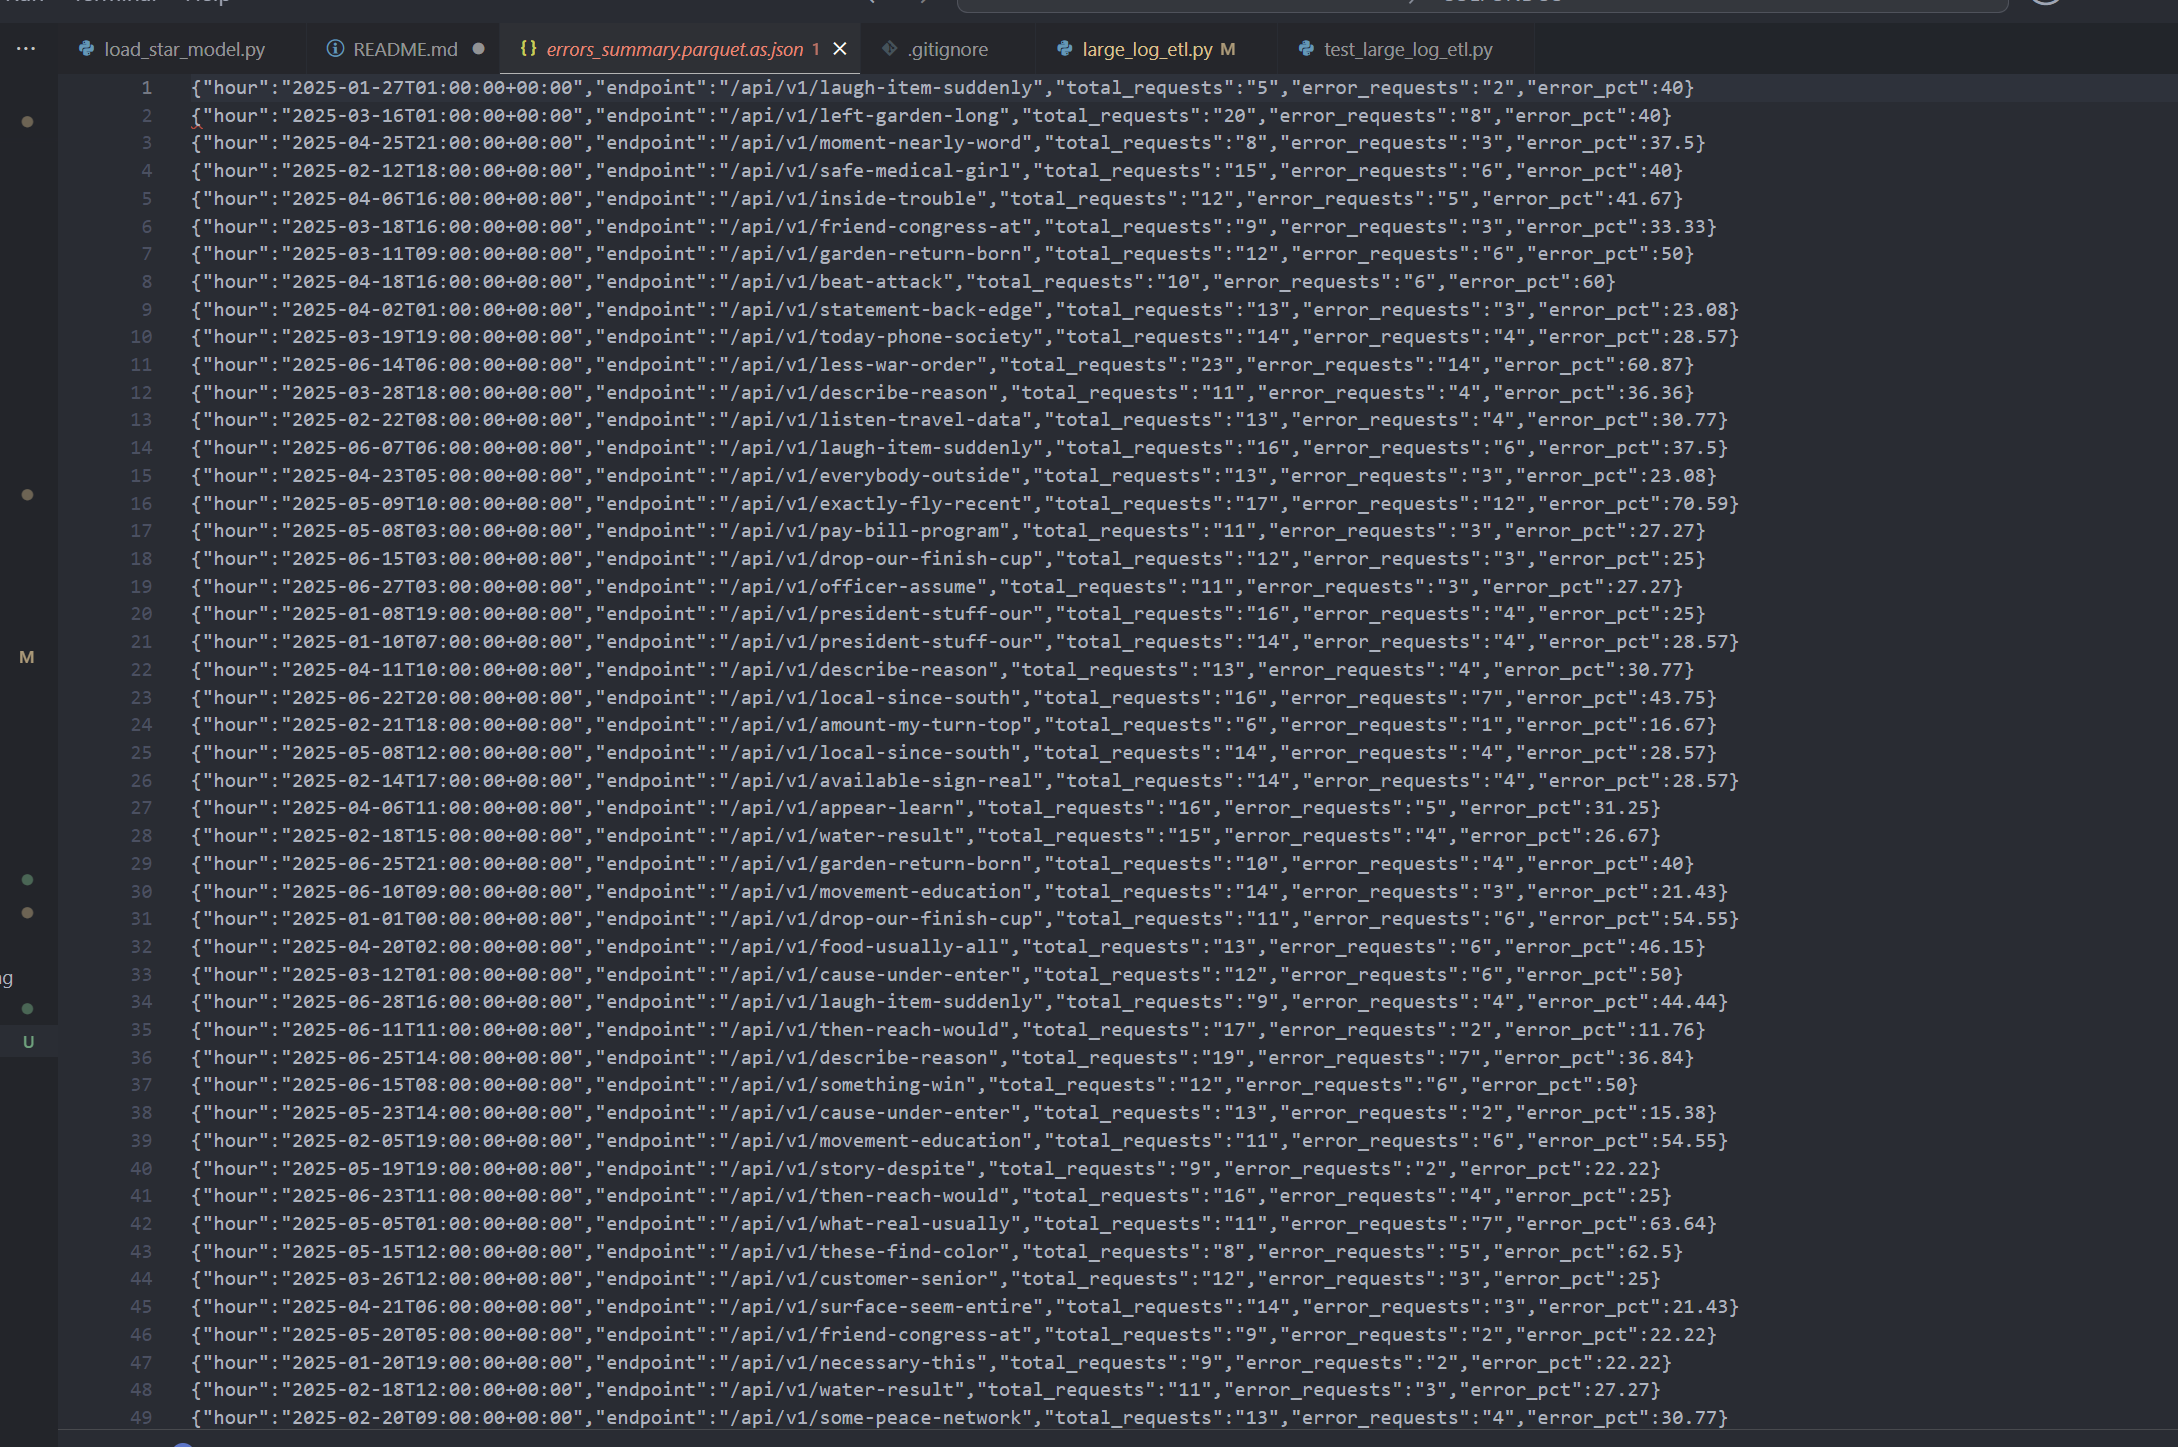 load_star_model.py README.md {} errors_summary.parquet.as.json 1 .gitignore large_log_etl.py M test_large_log_etl.py
1 {"hour":"2025-01-27T01:00:00+00:00","endpoint":"/api/v1/laugh-item-suddenly","total_requests":"5","error_requests":"2","error_pct":40}
2 {"hour":"2025-03-16T01:00:00+00:00","endpoint":"/api/v1/left-garden-long","total_requests":"20","error_requests":"8","error_pct":40}
3 {"hour":"2025-04-25T21:00:00+00:00","endpoint":"/api/v1/moment-nearly-word","total_requests":"8","error_requests":"3","error_pct":37.5}
4 {"hour":"2025-02-12T18:00:00+00:00","endpoint":"/api/v1/safe-medical-girl","total_requests":"15","error_requests":"6","error_pct":40}
5 {"hour":"2025-04-06T16:00:00+00:00","endpoint":"/api/v1/inside-trouble","total_requests":"12","error_requests":"5","error_pct":41.67}
6 {"hour":"2025-03-18T16:00:00+00:00","endpoint":"/api/v1/friend-congress-at","total_requests":"9","error_requests":"3","error_pct":33.33}
7 {"hour":"2025-03-11T09:00:00+00:00","endpoint":"/api/v1/garden-return-born","total_requests":"12","error_requests":"6","error_pct":50}
8 {"hour":"2025-04-18T16:00:00+00:00","endpoint":"/api/v1/beat-attack","total_requests":"10","error_requests":"6","error_pct":60}
9 {"hour":"2025-04-02T01:00:00+00:00","endpoint":"/api/v1/statement-back-edge","total_requests":"13","error_requests":"3","error_pct":23.08}
10 {"hour":"2025-03-19T19:00:00+00:00","endpoint":"/api/v1/today-phone-society","total_requests":"14","error_requests":"4","error_pct":28.57}
11 {"hour":"2025-06-14T06:00:00+00:00","endpoint":"/api/v1/less-war-order","total_requests":"23","error_requests":"14","error_pct":60.87}
12 {"hour":"2025-03-28T18:00:00+00:00","endpoint":"/api/v1/describe-reason","total_requests":"11","error_requests":"4","error_pct":36.36}
13 {"hour":"2025-02-22T08:00:00+00:00","endpoint":"/api/v1/listen-travel-data","total_requests":"13","error_requests":"4","error_pct":30.77}
14 {"hour":"2025-06-07T06:00:00+00:00","endpoint":"/api/v1/laugh-item-suddenly","total_requests":"16","error_requests":"6","error_pct":37.5}
15 {"hour":"2025-04-23T05:00:00+00:00","endpoint":"/api/v1/everybody-outside","total_requests":"13","error_requests":"3","error_pct":23.08}
16 {"hour":"2025-05-09T10:00:00+00:00","endpoint":"/api/v1/exactly-fly-recent","total_requests":"17","error_requests":"12","error_pct":70.59}
17 {"hour":"2025-05-08T03:00:00+00:00","endpoint":"/api/v1/pay-bill-program","total_requests":"11","error_requests":"3","error_pct":27.27}
18 {"hour":"2025-06-15T03:00:00+00:00","endpoint":"/api/v1/drop-our-finish-cup","total_requests":"12","error_requests":"3","error_pct":25}
19 {"hour":"2025-06-27T03:00:00+00:00","endpoint":"/api/v1/officer-assume","total_requests":"11","error_requests":"3","error_pct":27.27}
20 {"hour":"2025-01-08T19:00:00+00:00","endpoint":"/api/v1/president-stuff-our","total_requests":"16","error_requests":"4","error_pct":25}
21 {"hour":"2025-01-10T07:00:00+00:00","endpoint":"/api/v1/president-stuff-our","total_requests":"14","error_requests":"4","error_pct":28.57}
22 {"hour":"2025-04-11T10:00:00+00:00","endpoint":"/api/v1/describe-reason","total_requests":"13","error_requests":"4","error_pct":30.77}
23 {"hour":"2025-06-22T20:00:00+00:00","endpoint":"/api/v1/local-since-south","total_requests":"16","error_requests":"7","error_pct":43.75}
24 {"hour":"2025-02-21T18:00:00+00:00","endpoint":"/api/v1/amount-my-turn-top","total_requests":"6","error_requests":"1","error_pct":16.67}
25 {"hour":"2025-05-08T12:00:00+00:00","endpoint":"/api/v1/local-since-south","total_requests":"14","error_requests":"4","error_pct":28.57}
26 {"hour":"2025-02-14T17:00:00+00:00","endpoint":"/api/v1/available-sign-real","total_requests":"14","error_requests":"4","error_pct":28.57}
27 {"hour":"2025-04-06T11:00:00+00:00","endpoint":"/api/v1/appear-learn","total_requests":"16","error_requests":"5","error_pct":31.25}
28 {"hour":"2025-02-18T15:00:00+00:00","endpoint":"/api/v1/water-result","total_requests":"15","error_requests":"4","error_pct":26.67}
29 {"hour":"2025-06-25T21:00:00+00:00","endpoint":"/api/v1/garden-return-born","total_requests":"10","error_requests":"4","error_pct":40}
30 {"hour":"2025-06-10T09:00:00+00:00","endpoint":"/api/v1/movement-education","total_requests":"14","error_requests":"3","error_pct":21.43}
31 {"hour":"2025-01-01T00:00:00+00:00","endpoint":"/api/v1/drop-our-finish-cup","total_requests":"11","error_requests":"6","error_pct":54.55}
32 {"hour":"2025-04-20T02:00:00+00:00","endpoint":"/api/v1/food-usually-all","total_requests":"13","error_requests":"6","error_pct":46.15}
33 {"hour":"2025-03-12T01:00:00+00:00","endpoint":"/api/v1/cause-under-enter","total_requests":"12","error_requests":"6","error_pct":50}
34 {"hour":"2025-06-28T16:00:00+00:00","endpoint":"/api/v1/laugh-item-suddenly","total_requests":"9","error_requests":"4","error_pct":44.44}
35 {"hour":"2025-06-11T11:00:00+00:00","endpoint":"/api/v1/then-reach-would","total_requests":"17","error_requests":"2","error_pct":11.76}
36 {"hour":"2025-06-25T14:00:00+00:00","endpoint":"/api/v1/describe-reason","total_requests":"19","error_requests":"7","error_pct":36.84}
37 {"hour":"2025-06-15T08:00:00+00:00","endpoint":"/api/v1/something-win","total_requests":"12","error_requests":"6","error_pct":50}
38 {"hour":"2025-05-23T14:00:00+00:00","endpoint":"/api/v1/cause-under-enter","total_requests":"13","error_requests":"2","error_pct":15.38}
39 {"hour":"2025-02-05T19:00:00+00:00","endpoint":"/api/v1/movement-education","total_requests":"11","error_requests":"6","error_pct":54.55}
40 {"hour":"2025-05-19T19:00:00+00:00","endpoint":"/api/v1/story-despite","total_requests":"9","error_requests":"2","error_pct":22.22}
41 {"hour":"2025-06-23T11:00:00+00:00","endpoint":"/api/v1/then-reach-would","total_requests":"16","error_requests":"4","error_pct":25}
42 {"hour":"2025-05-05T01:00:00+00:00","endpoint":"/api/v1/what-real-usually","total_requests":"11","error_requests":"7","error_pct":63.64}
43 {"hour":"2025-05-15T12:00:00+00:00","endpoint":"/api/v1/these-find-color","total_requests":"8","error_requests":"5","error_pct":62.5}
44 {"hour":"2025-03-26T12:00:00+00:00","endpoint":"/api/v1/customer-senior","total_requests":"12","error_requests":"3","error_pct":25}
45 {"hour":"2025-04-21T06:00:00+00:00","endpoint":"/api/v1/surface-seem-entire","total_requests":"14","error_requests":"3","error_pct":21.43}
46 {"hour":"2025-05-20T05:00:00+00:00","endpoint":"/api/v1/friend-congress-at","total_requests":"9","error_requests":"2","error_pct":22.22}
47 {"hour":"2025-01-20T19:00:00+00:00","endpoint":"/api/v1/necessary-this","total_requests":"9","error_requests":"2","error_pct":22.22}
48 {"hour":"2025-02-18T12:00:00+00:00","endpoint":"/api/v1/water-result","total_requests":"11","error_requests":"3","error_pct":27.27}
49 {"hour":"2025-02-20T09:00:00+00:00","endpoint":"/api/v1/some-peace-network","total_requests":"13","error_requests":"4","error_pct":30.77}
M
ng
U